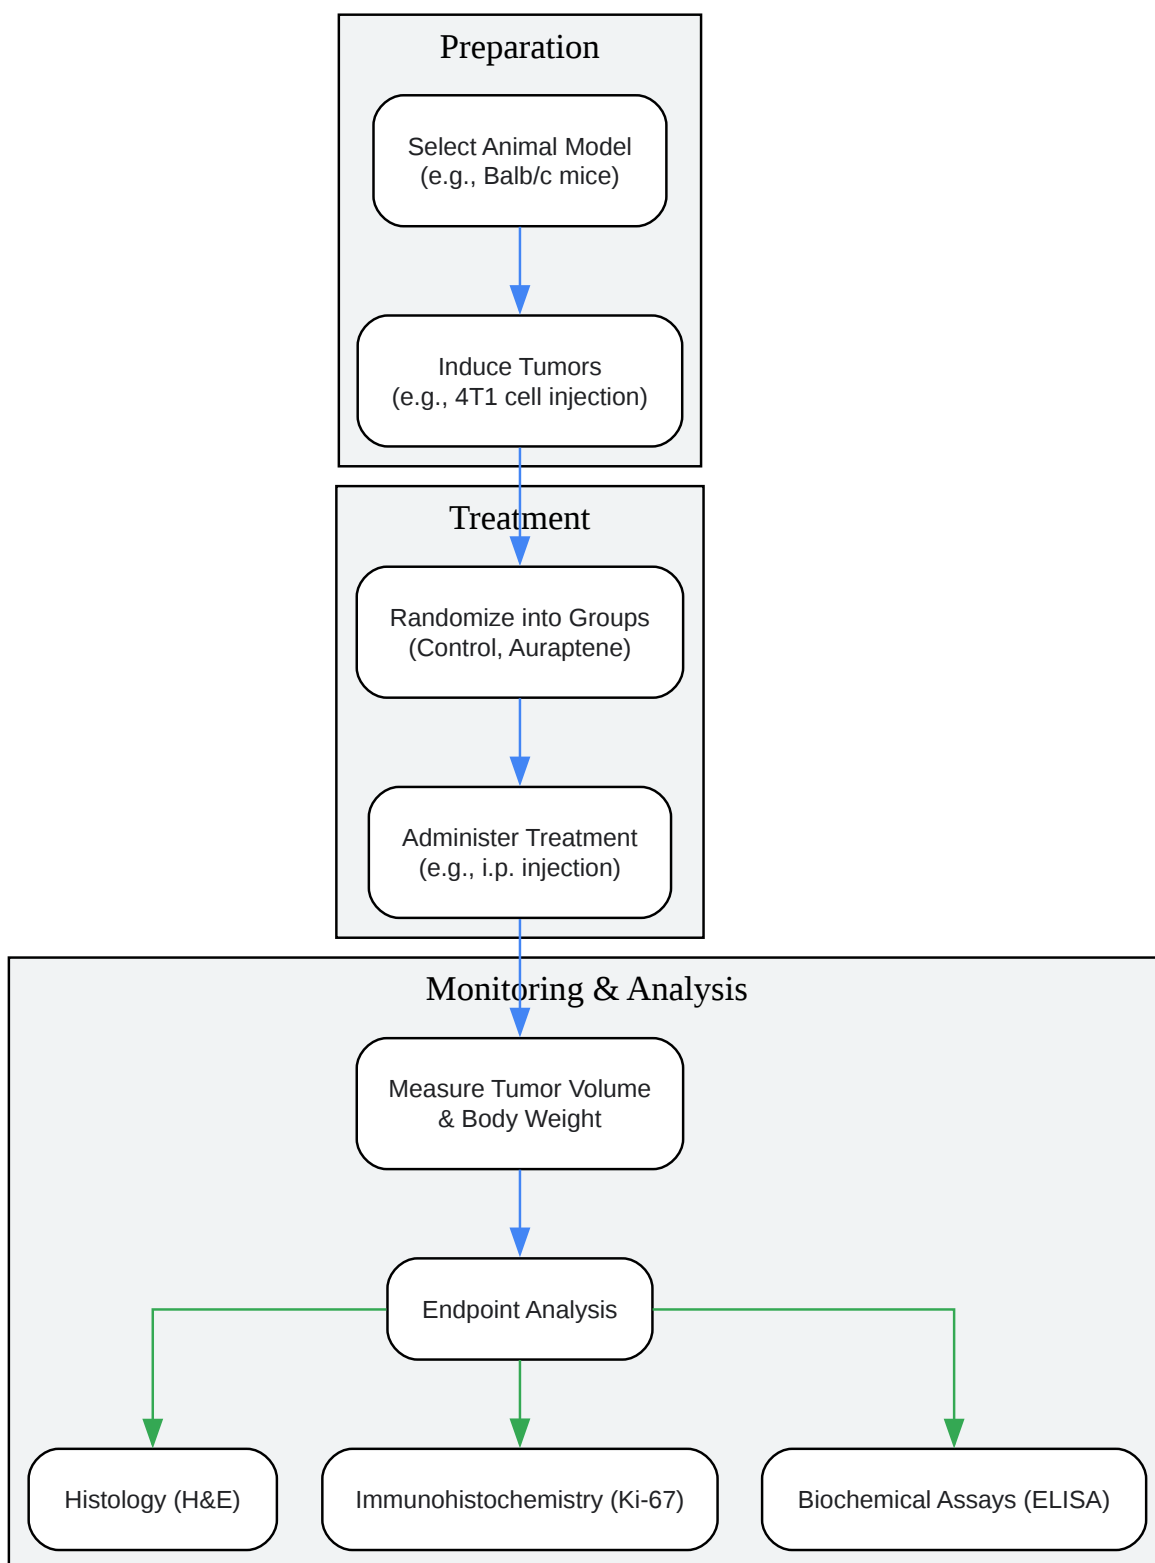 Preparation
Select Animal Model
(e.g., Balb/c mice)
Induce Tumors
(e.g., 4T1 cell injection)
Treatment
Randomize into Groups
(Control, Auraptene)
Administer Treatment
(e.g., i.p. injection)
Monitoring & Analysis
Measure Tumor Volume
& Body Weight
Endpoint Analysis
Histology (H&E)
Immunohistochemistry (Ki-67)
Biochemical Assays (ELISA)